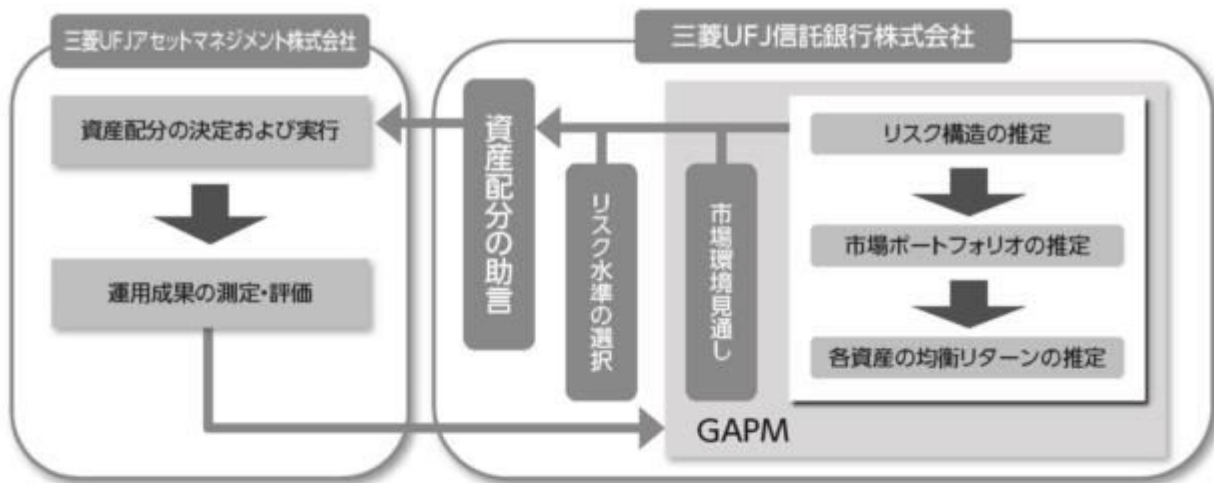 三菱UFJアセットマネジメント株式会社
資産配分の決定および実行
運用成果の測定・評価
三菱UFJ信託銀行株式会社
資産配分の助言
リスク水準の選択
市場環境見通し
リスク構造の推定
市場ポートフォリオの推定
各資産の均衡リターンの推定
GAPM